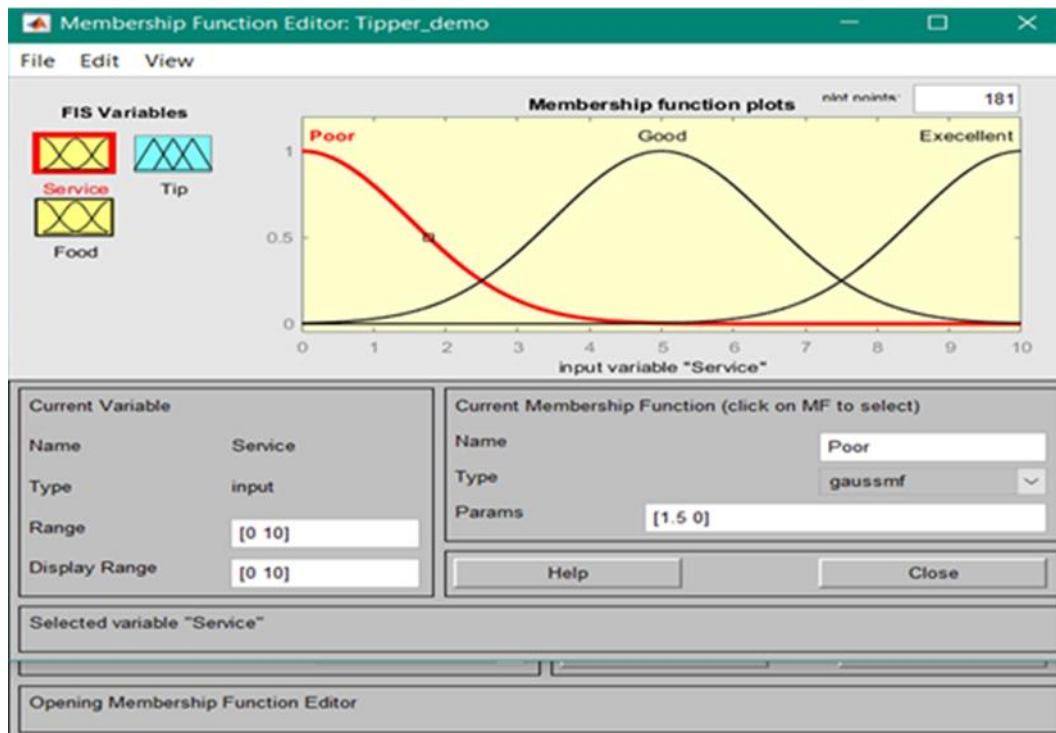 Membership Function Editor: Tipper_demo
File Edit View
FIS Variables
Service
Tip
Food
Membership function plots
plot points:
181
Poor
Good
Execellent
1
0.5
0
0 1 2 3 4 5 6 7 8 9 10
input variable "Service"
Current Variable
Name Service
Type input
Range [0 10]
Display Range [0 10]
Current Membership Function (click on MF to select)
Name Poor
Type gaussmf
Params [1.5 0]
Help Close
Selected variable "Service"
Opening Membership Function Editor